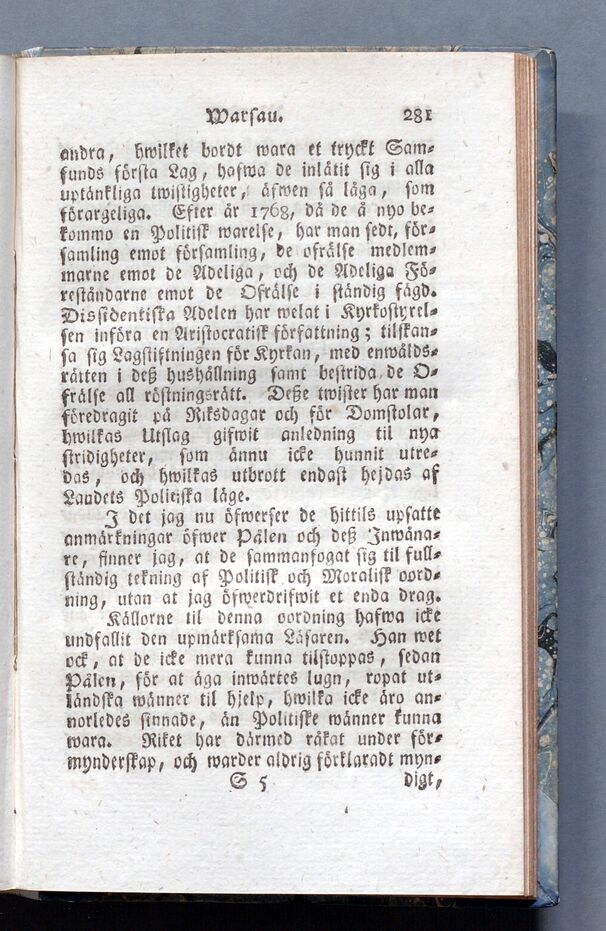 Warsau. 281
andra, hwilket bordt wara et tryckt Sam-
funds första Lag, hafwa de inlåtit sig i alla
uptänkliga twistigheter, äfwen så låga, som
förargeliga. Efter år 1768, då de å nyo be-
kommo en Politisk warelse, har man sedt, för-
samling emot församling, de ofrälse medlem-
marne emot de Adeliga, och de Adeliga Fö-
reståndarne emot de Ofrälse i ständig fägd.
Dissidentiska Adelen har welat i Kyrkostyrel-
sen införa en Aristocratisk författning; tilskan-
sa sig Lagstiftningen för Kyrkan, med enwålds-
rätten i deß hushållning samt bestrida de O-
frälse all röstningsrätt. Deße twister har man
föredragit på Riksdagar och för Domstolar,
hwilkas Utslag gifwit anledning til nya
stridigheter, som ännu icke hunnit utre-
das, och hwilkas utbrott endast hejdas af
Landets Politiska läge.
I det jag nu öfwerser de hittils upsatte
anmärkningar öfwer Pålen och deß Inwåna-
re, finner jag, at de sammanfogat sig til full-
ständig tekning af Politisk och Moralisk oord-
ning, utan at jag öfwerdrifwit et enda drag.
Källorne til denna oordning hafwa icke
undfallit den upmärksama Läsaren. Han wet
ock, at de icke mera kunna tilstoppas, sedan
Pålen, för at äga inwärtes lugn, ropat ut-
ländska wänner til hjelp, hwilka icke äro an-
norledes sinnade, än Politiske wänner kunna
wara. Riket har därmed råkat under för-
mynderskap, och warder aldrig förklaradt myn-
S 5 digt,